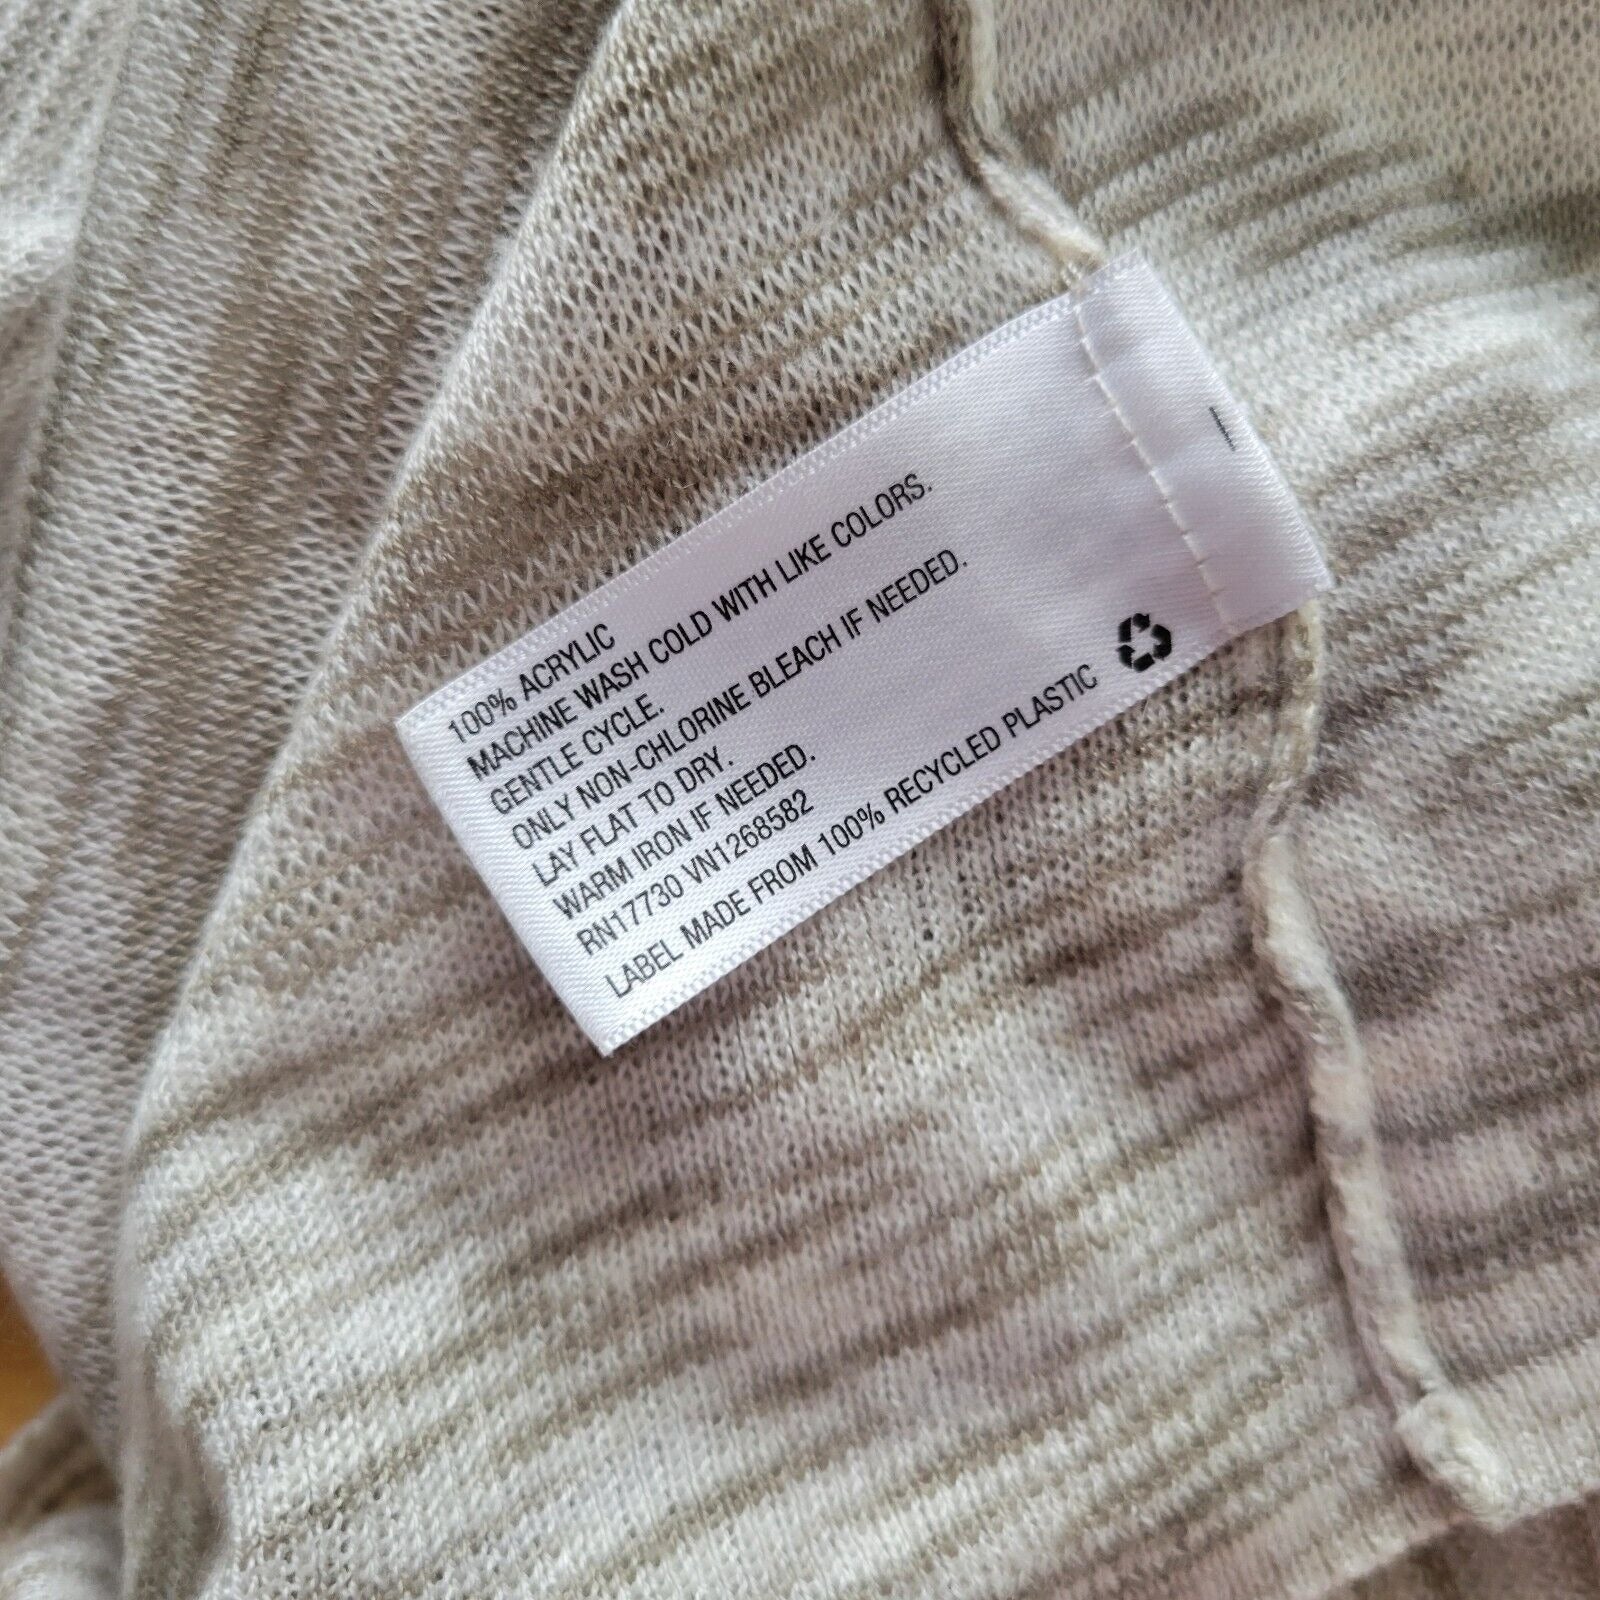 100% ACRYLIC
MACHINE WASH COLD WITH LIKE COLORS.
GENTLE CYCLE.
ONLY NON-CHLORINE BLEACH IF NEEDED.
LAY FLAT TO DRY.
WARM IRON IF NEEDED.
RN17730 VN1268582
LABEL MADE FROM 100% RECYCLED PLASTIC